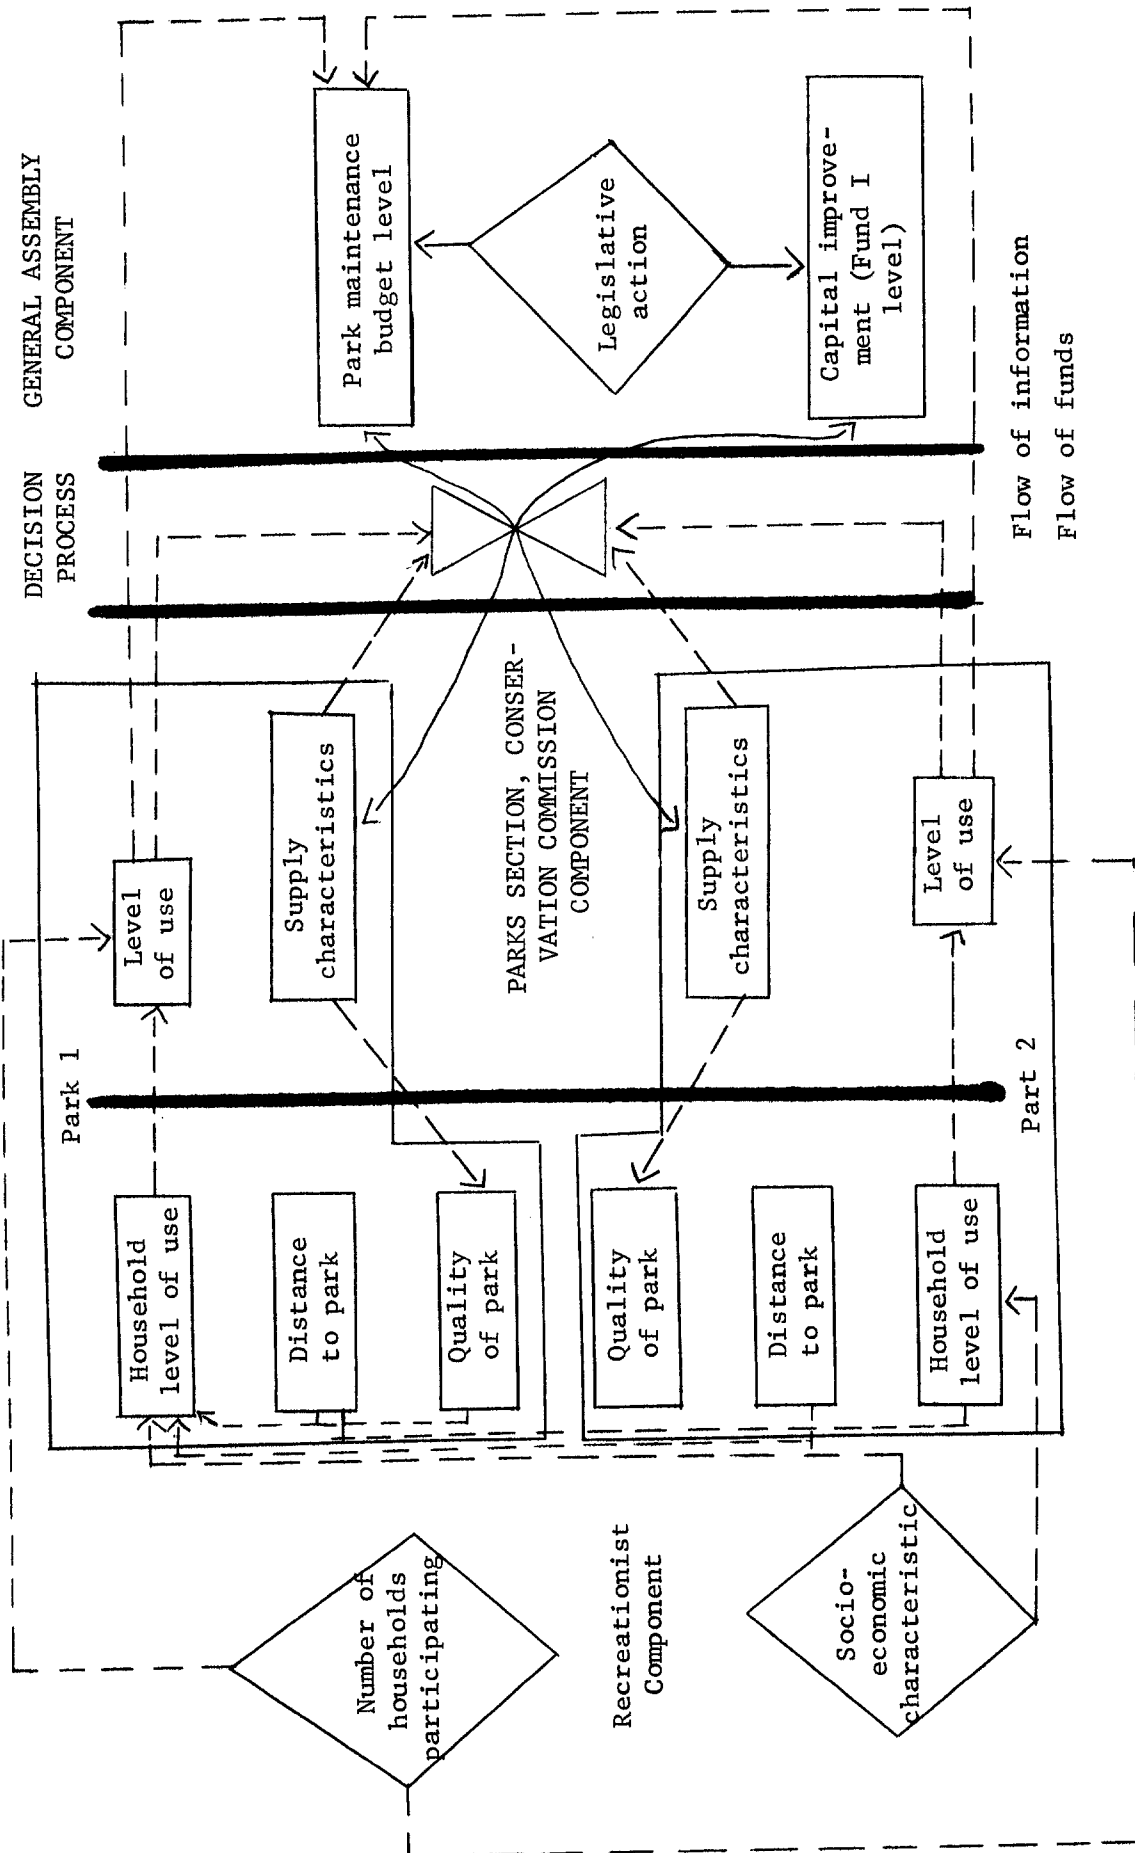 DECISION
PROCESS
GENERAL ASSEMBLY
COMPONENT
Park 1
Level
of use
Household
level of use
Supply
characteristics
Distance
to park
Quality
of park
Park maintenance
budget level
Number of
households
participating
PARKS SECTION, CONSER-
VATION COMMISSION
COMPONENT
Legislative
action
Recreationist
Component
Quality
of park
Supply
characteristics
Distance
to park
Capital improve-
ment (Fund I
level)
Socio-
economic
characteristic
Household
level of use
Level
of use
Part 2
Flow of information
Flow of funds